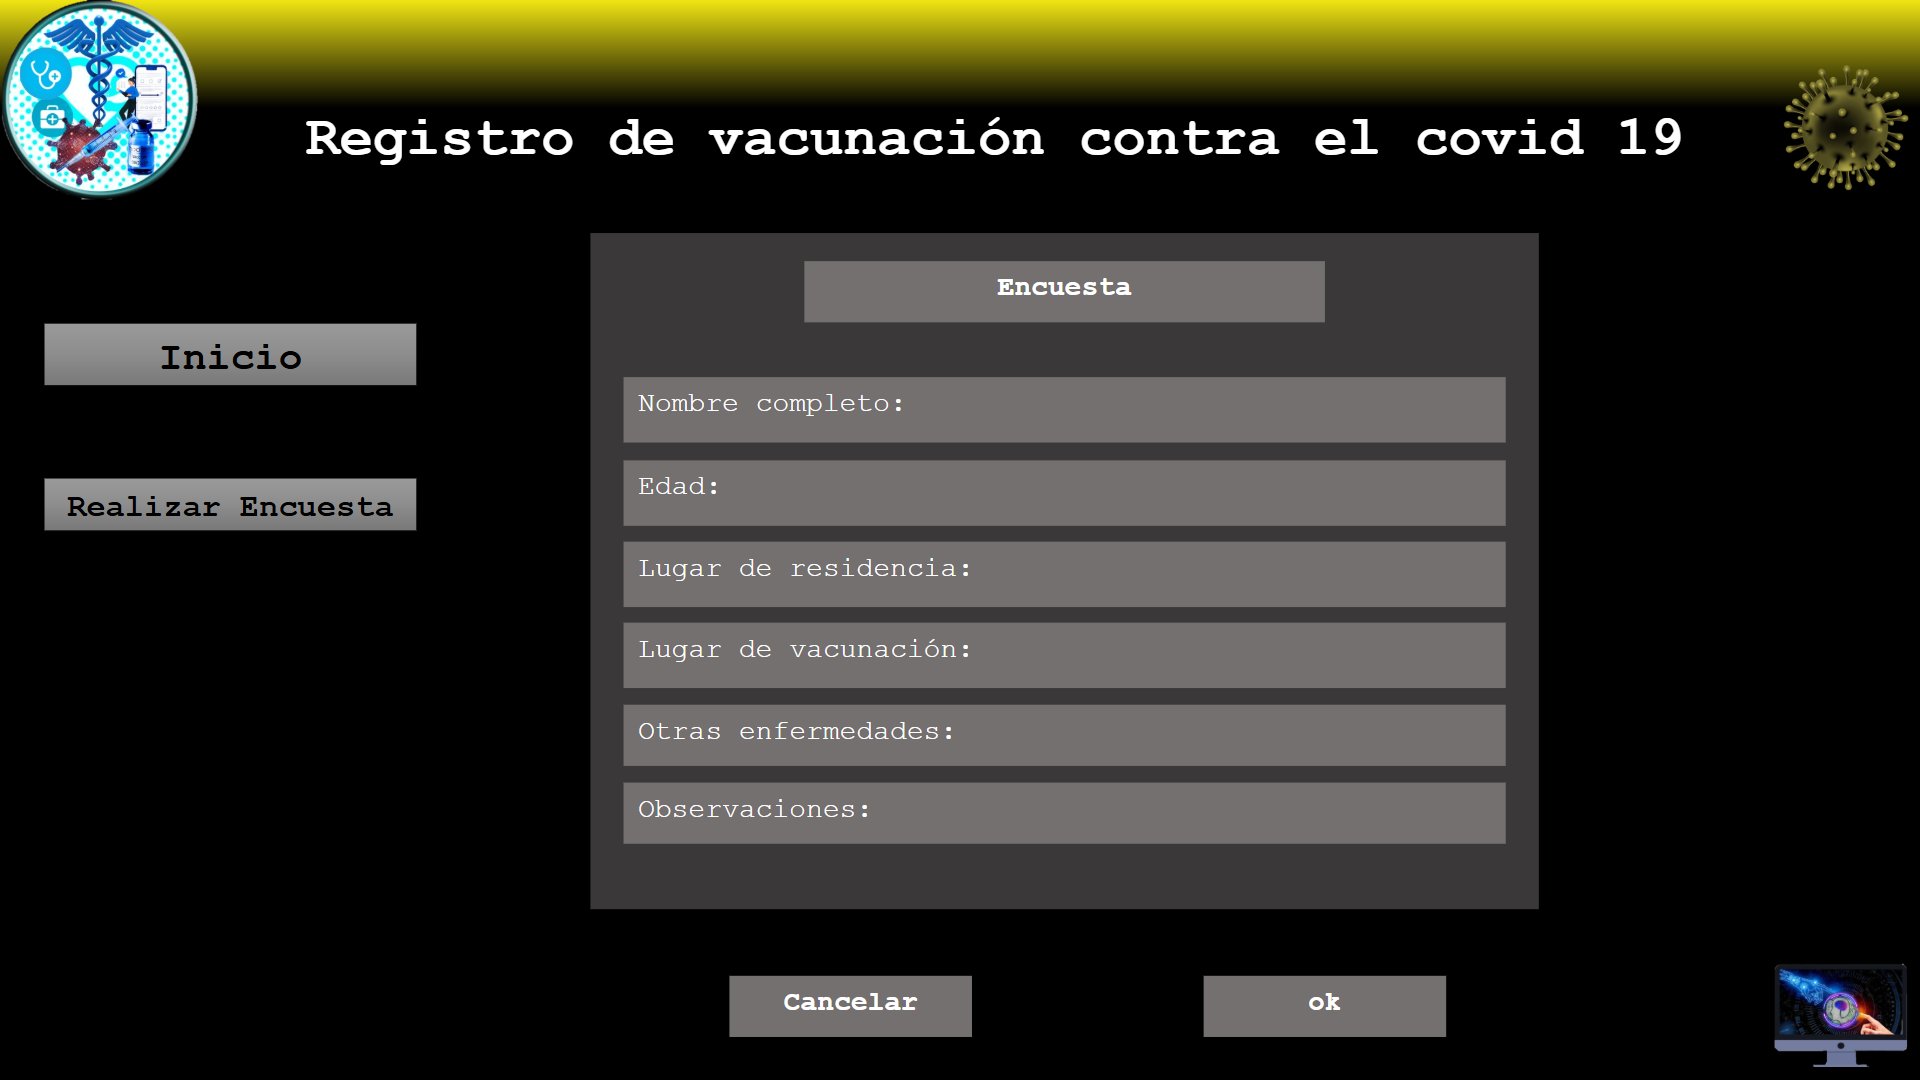 Registro de vacunación contra el covid 19
Inicio
Realizar Encuesta
Encuesta
Nombre completo:
Edad:
Lugar de residencia:
Lugar de vacunación:
Otras enfermedades:
Observaciones:
Cancelar
ok